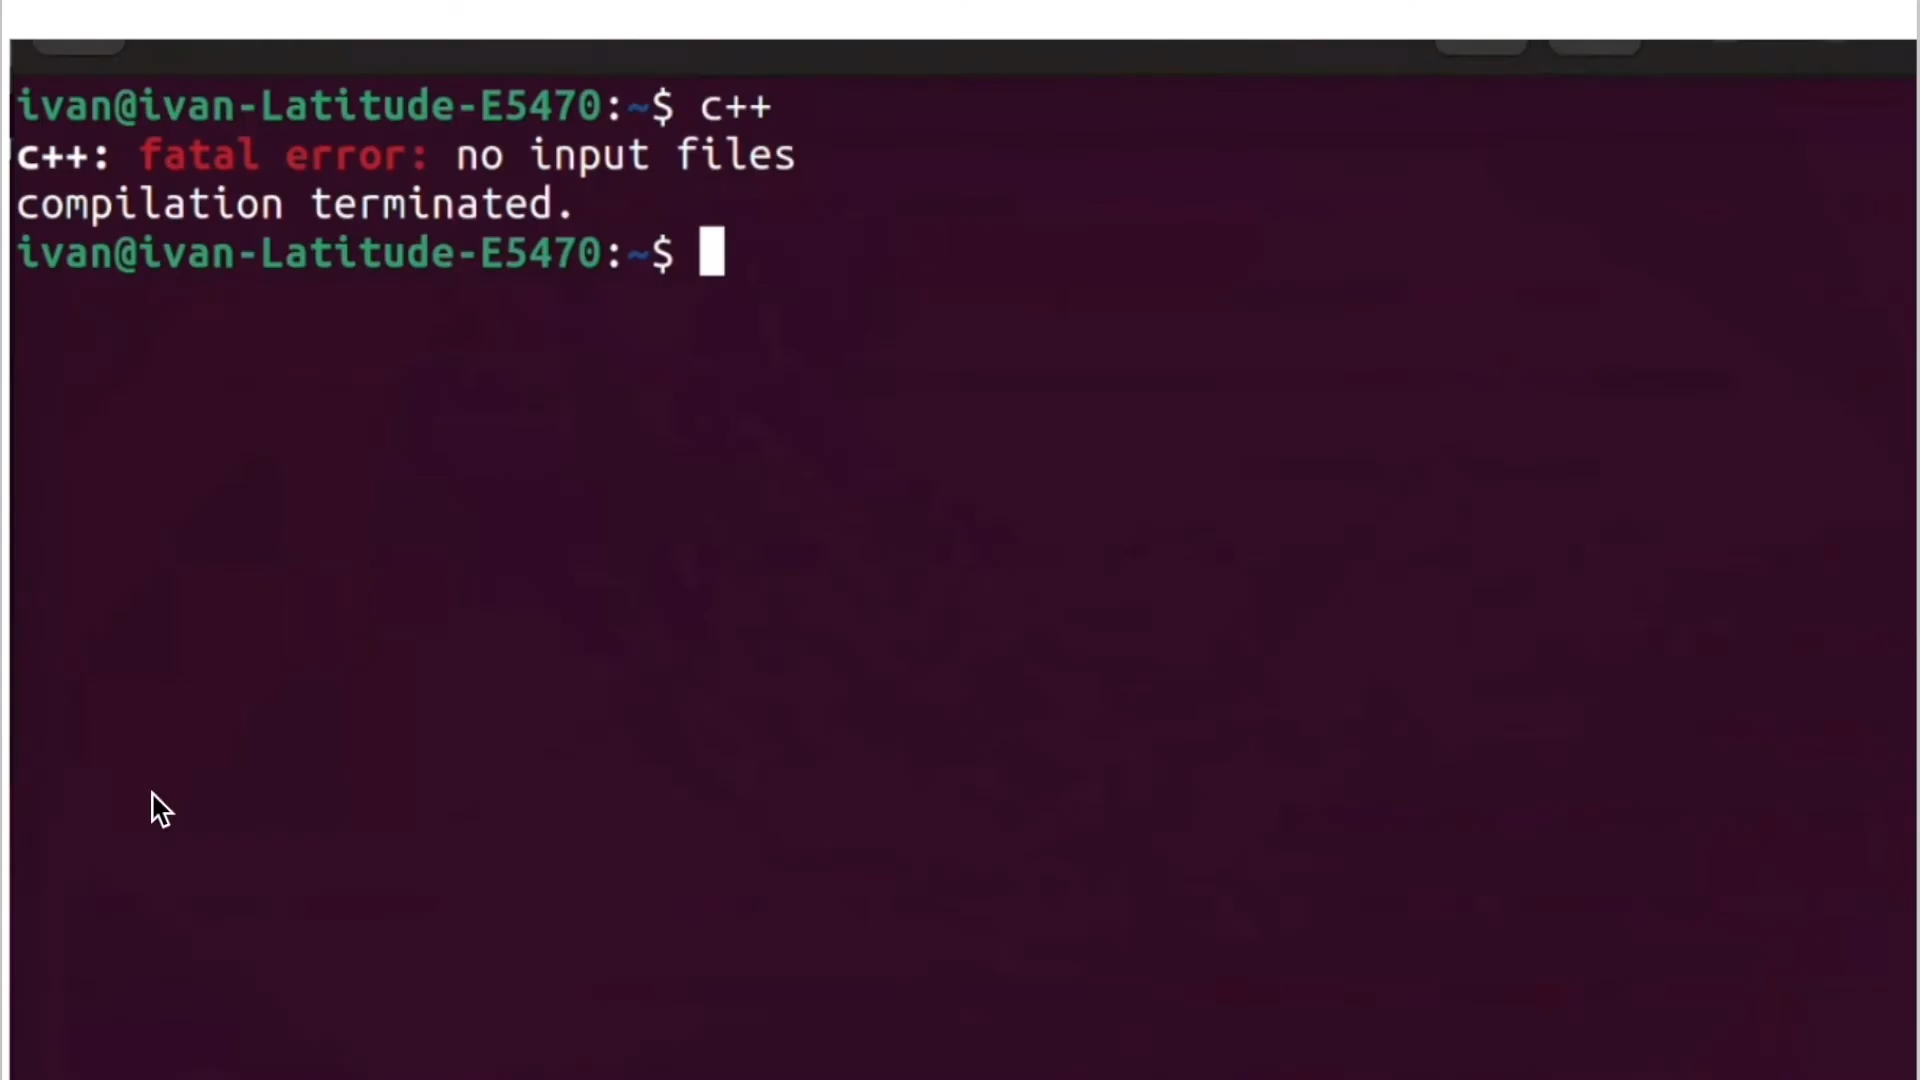 ivan@ivan-Latitude-E5470:~$ c++
c++: fatal error: no input files
compilation terminated.
ivan@ivan-Latitude-E5470:~$